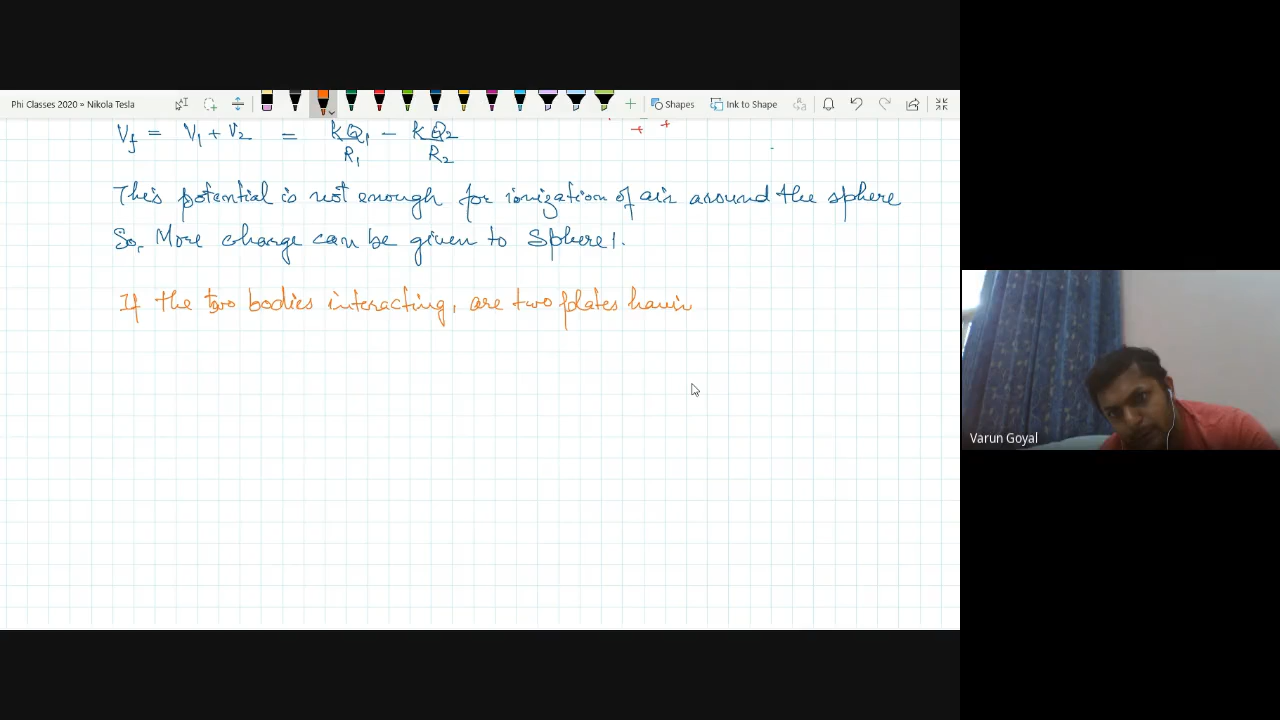 Phi Classes 2020 » Nikola Tesla
Shapes
Ink to Shape
Vf = V1 + V2 = kQ1/R1 - kQ2/R2
This potential is not enough for ionization of air around the sphere
So, More charge can be given to Sphere 1.
If the two bodies interacting, are two plates havin
Varun Goyal